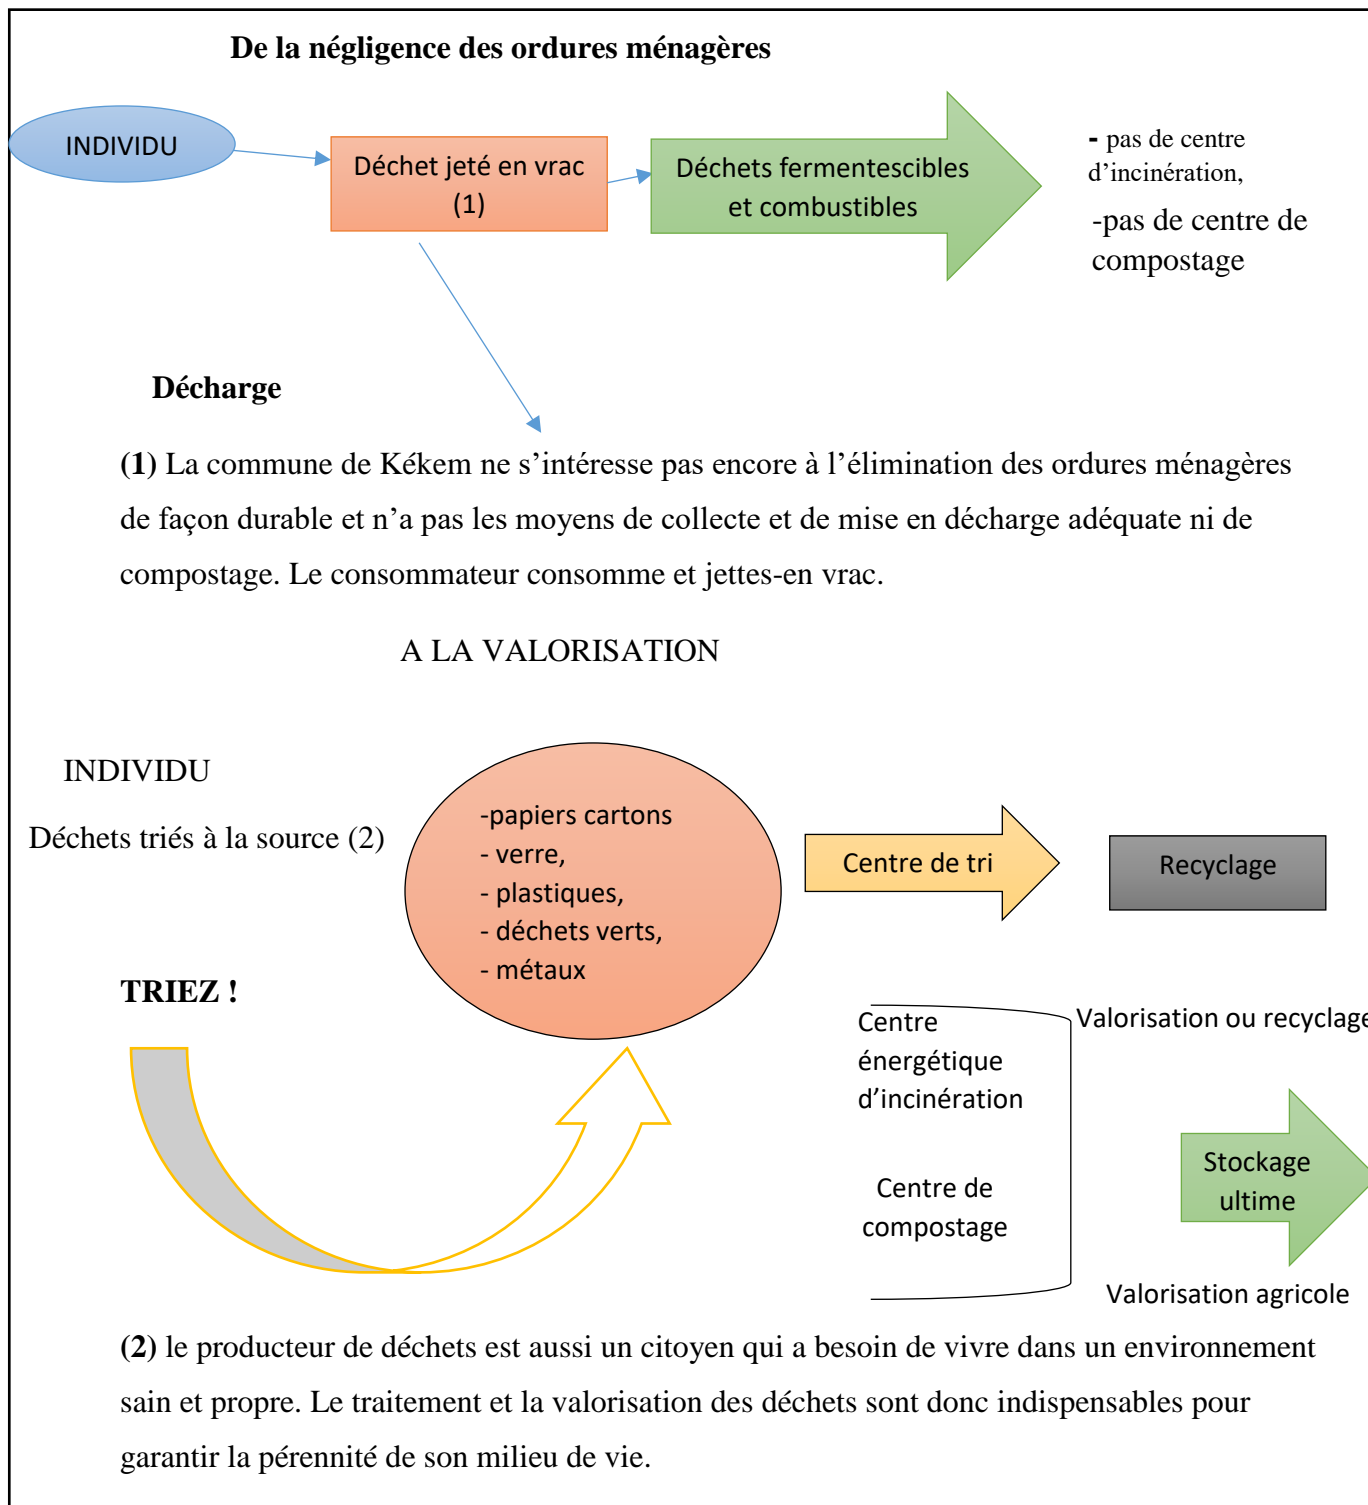 De la négligence des ordures ménagères
INDIVIDU
Déchet jeté en vrac
(1)
Déchets fermentescibles
et combustibles
- pas de centre
d’incinération,
-pas de centre de
compostage
Décharge
(1) La commune de Kékem ne s’intéresse pas encore à l’élimination des ordures ménagères
de façon durable et n’a pas les moyens de collecte et de mise en décharge adéquate ni de
compostage. Le consommateur consomme et jettes-en vrac.
A LA VALORISATION
INDIVIDU
Déchets triés à la source (2)
-papiers cartons
- verre,
- plastiques,
- déchets verts,
- métaux
Centre de tri
Recyclage
TRIEZ !
Centre
énergétique
d’incinération
Valorisation ou recyclage
Centre de
compostage
Stockage
ultime
Valorisation agricole
(2) le producteur de déchets est aussi un citoyen qui a besoin de vivre dans un environnement
sain et propre. Le traitement et la valorisation des déchets sont donc indispensables pour
garantir la pérennité de son milieu de vie.